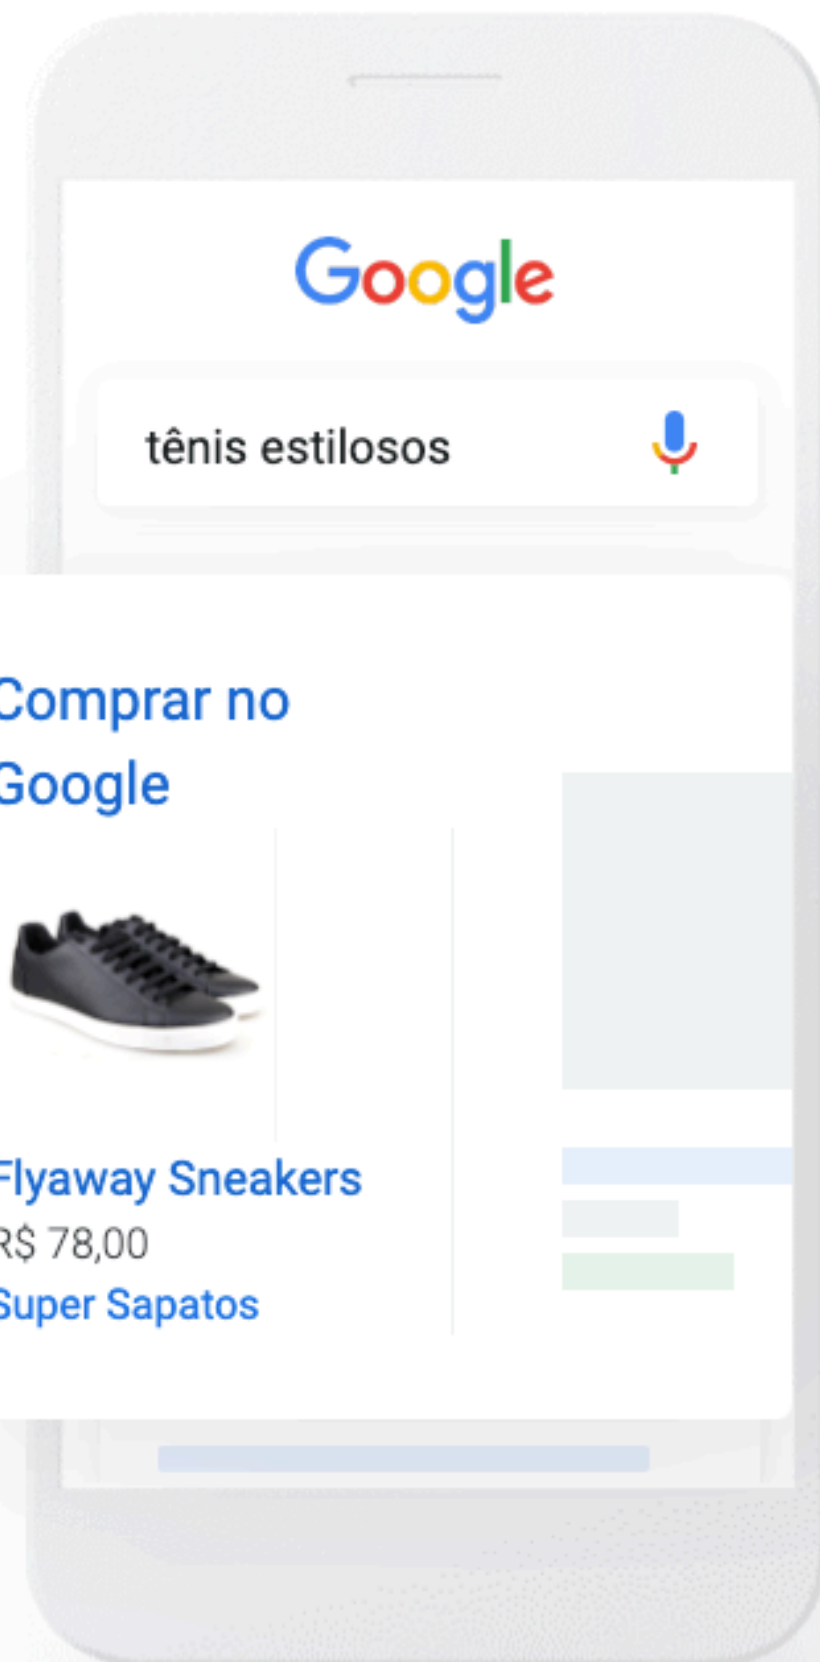 Google
tênis estilosos
Comprar no
Google
Flyaway Sneakers
R$ 78,00
Super Sapatos